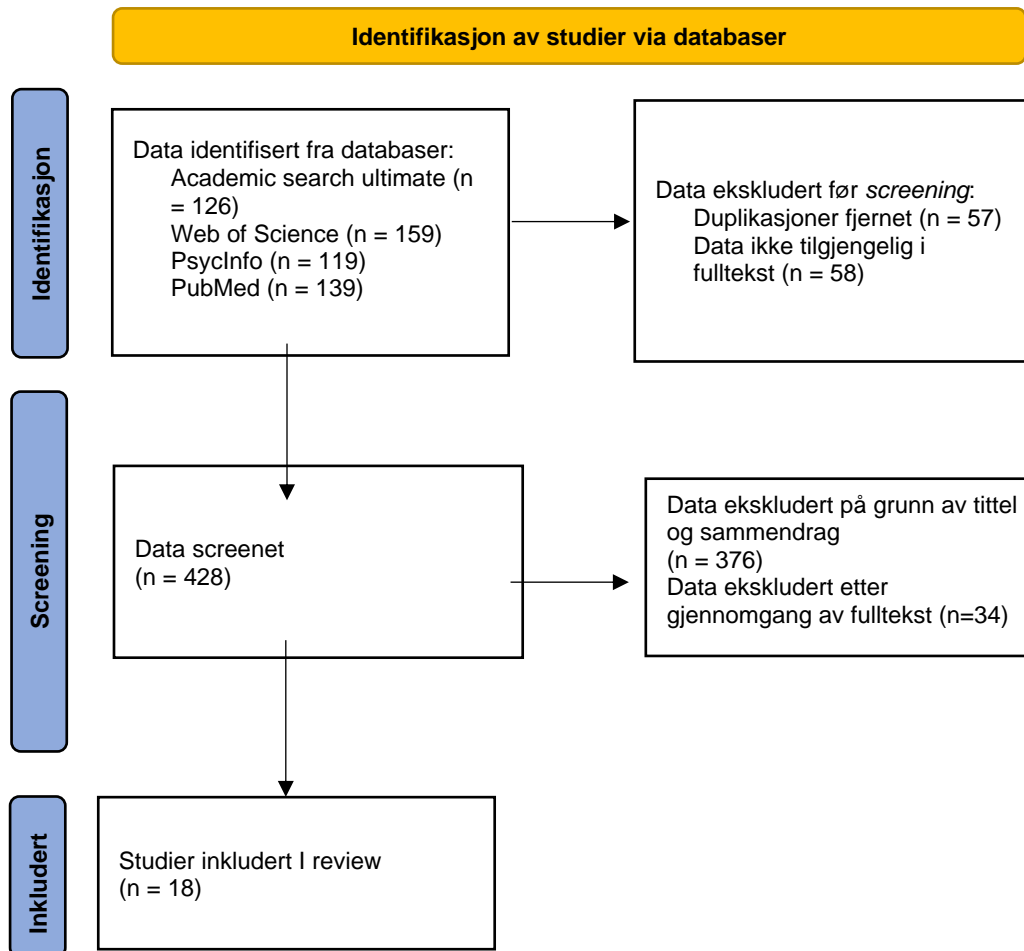 Identifikasjon av studier via databaser
Identifikasjon
Data identifisert fra databaser:
Academic search ultimate (n
= 126)
Web of Science (n = 159)
PsycInfo (n = 119)
PubMed (n = 139)
Data ekskludert før screening:
Duplikasjoner fjernet (n = 57)
Data ikke tilgjengelig i
fulltekst (n = 58)
Screening
Data screenet
(n = 428)
Data ekskludert på grunn av tittel
og sammendrag
(n = 376)
Data ekskludert etter
gjennomgang av fulltekst (n=34)
Inkludert
Studier inkludert I review
(n = 18)